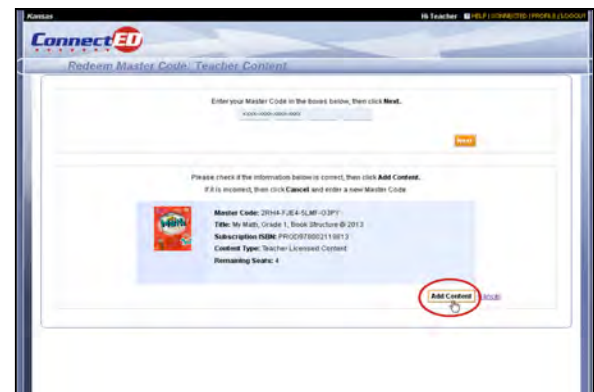 Kansas
Hi Teacher HELP | CONNECTED | PROFILE | LOGOUT
ConnectED
Redeem Master Code: Teacher Content
Enter your Master Code in the boxes below, then click Next.
Next
Please check if the information below is correct, then click Add Content.
If it is incorrect, then click Cancel and enter a new Master Code
Master Code: 2RH4-FJE4-5LMF-O3PY
Title: My Math, Grade 1, Book Structure © 2013
Subscription ISBN: PROD9780021118013
Content Type: Teacher Licensed Content
Remaining Seats: 4
Math
Add Content Cancel